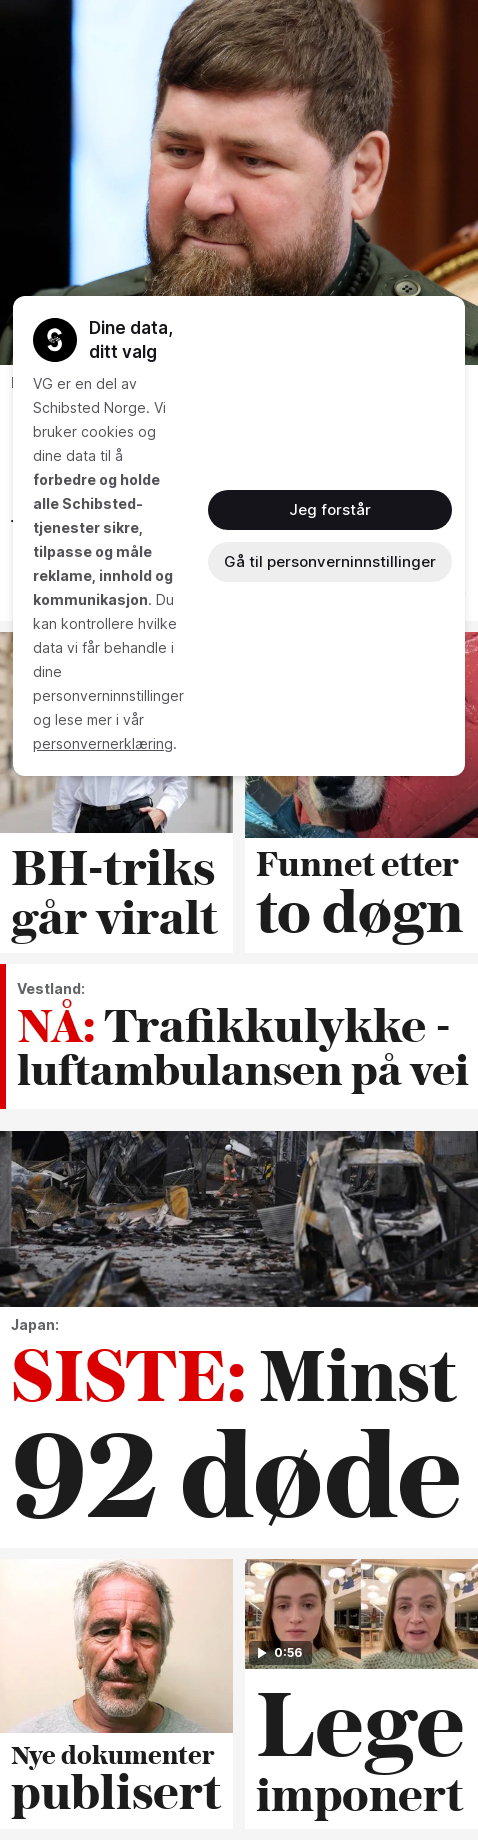 Dine data,
ditt valg
VG er en del av
Schibsted Norge. Vi
bruker cookies og
dine data til å
forbedre og holde
alle Schibsted-
tjenester sikre,
tilpasse og måle
reklame, innhold og
kommunikasjon. Du
kan kontrollere hvilke
data vi får behandle i
dine
personverninnstillinger
og lese mer i vår
personvernerklæring.
Jeg forstår
Gå til personverninnstillinger
BH-triks
går viralt
Funnet etter
to døgn
Vestland:
NÅ: Trafikkulykke -
luftambulansen på vei
Japan:
SISTE: Minst
92 døde
Nye dokumenter
publisert
0:56
Lege
imponert